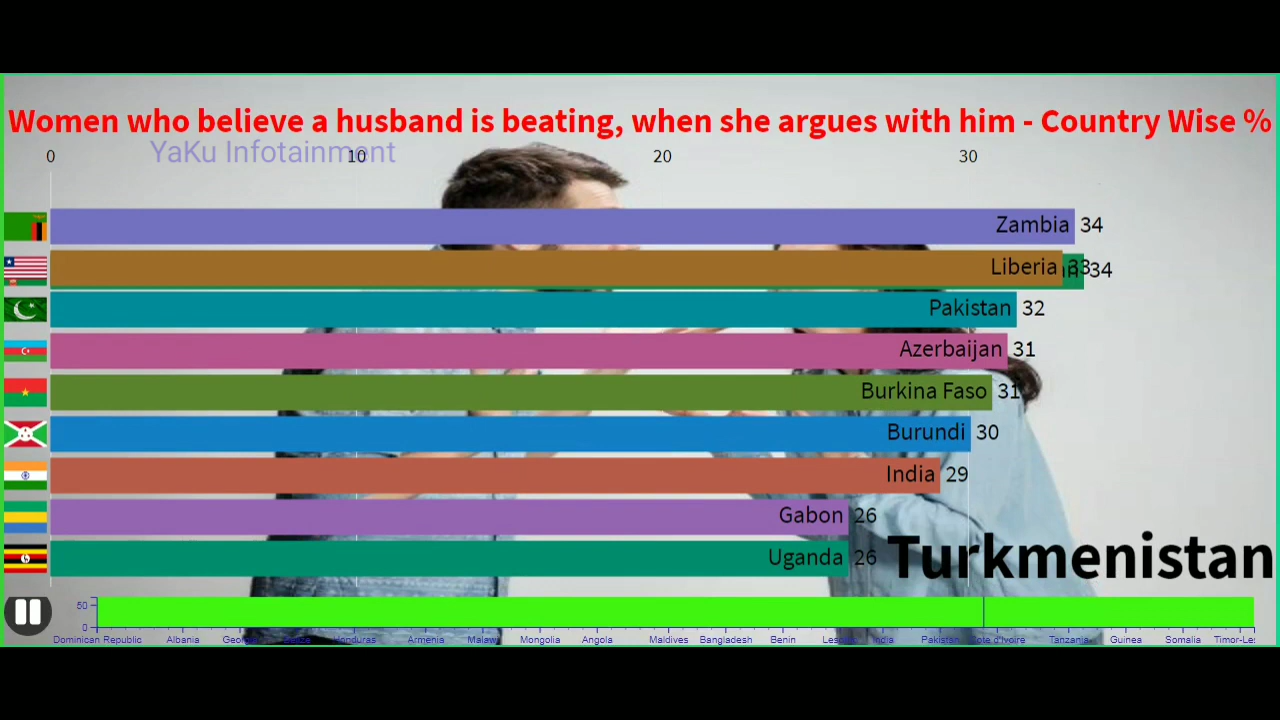 Women who believe a husband is beating, when she argues with him - Country Wise %
YaKu Infotainment
0 10 20 30
Zambia 34
Liberia 33 34
Pakistan 32
Azerbaijan 31
Burkina Faso 31
Burundi 30
India 29
Gabon 26
Uganda 26
Turkmenistan
50
0
Dominican Republic Albania Honduras Armenia Malawi Mongolia Angola Maldives Bangladesh Benin India Pakistan Cote d'Ivoire Tanzania Guinea Somalia